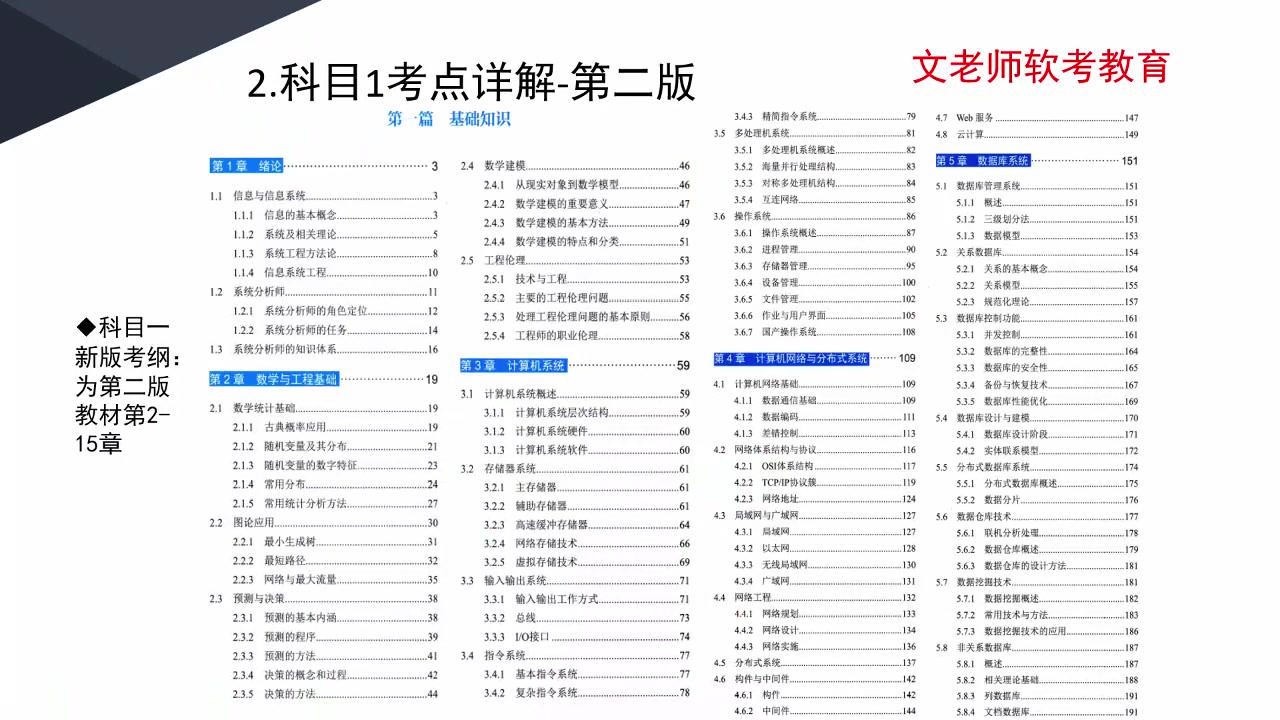 2.科目1考点详解-第二版
文老师软考教育
◆科目一
新版考纲：
为第二版
教材第2-
15章
第一篇 基础知识
第1章 绪论 3
1.1 信息与信息系统 3
1.1.1 信息的基本概念 3
1.1.2 系统及相关理论 5
1.1.3 系统工程方法论 8
1.1.4 信息系统工程 10
1.2 系统分析师 11
1.2.1 系统分析师的角色定位 12
1.2.2 系统分析师的任务 14
1.3 系统分析师的知识体系 16
第2章 数学与工程基础 19
2.1 数学统计基础 19
2.1.1 古典概率应用 19
2.1.2 随机变量及其分布 21
2.1.3 随机变量的数字特征 23
2.1.4 常用分布 24
2.1.5 常用统计分析方法 27
2.2 图论应用 30
2.2.1 最小生成树 31
2.2.2 最短路径 32
2.2.3 网络与最大流量 35
2.3 预测与决策 38
2.3.1 预测的基本内涵 38
2.3.2 预测的程序 39
2.3.3 预测的方法 41
2.3.4 决策的概念和过程 42
2.3.5 决策的方法 44
2.4 数学建模 46
2.4.1 从现实对象到数学模型 46
2.4.2 数学建模的重要意义 47
2.4.3 数学建模的基本方法 49
2.4.4 数学建模的特点和分类 51
2.5 工程伦理 53
2.5.1 技术与工程 53
2.5.2 主要的工程伦理问题 55
2.5.3 处理工程伦理问题的基本原则 56
2.5.4 工程师的职业伦理 58
第3章 计算机系统 59
3.1 计算机系统概述 59
3.1.1 计算机系统层次结构 59
3.1.2 计算机系统硬件 60
3.1.3 计算机系统软件 60
3.2 存储器系统 61
3.2.1 主存储器 61
3.2.2 辅助存储器 61
3.2.3 高速缓冲存储器 64
3.2.4 网络存储技术 66
3.2.5 虚拟存储技术 69
3.3 输入输出系统 71
3.3.1 输入输出工作方式 71
3.3.2 总线 73
3.3.3 I/O接口 74
3.4 指令系统 77
3.4.1 基本指令系统 77
3.4.2 复杂指令系统 78
3.4.3 精简指令系统 79
3.5 多处理机系统 81
3.5.1 多处理机系统概述 82
3.5.2 海量并行处理结构 83
3.5.3 对称多处理机结构 84
3.5.4 互连网络 85
3.6 操作系统 86
3.6.1 操作系统概述 87
3.6.2 进程管理 90
3.6.3 存储器管理 95
3.6.4 设备管理 100
3.6.5 文件管理 102
3.6.6 作业与用户界面 105
3.6.7 国产操作系统 108
第4章 计算机网络与分布式系统 109
4.1 计算机网络基础 109
4.1.1 数据通信基础 109
4.1.2 数据编码 111
4.1.3 差错控制 113
4.2 网络体系结构与协议 116
4.2.1 OSI体系结构 117
4.2.2 TCP/IP协议簇 119
4.2.3 网络地址 124
4.3 局域网与广域网 127
4.3.1 局域网 127
4.3.2 以太网 128
4.3.3 无线局域网 130
4.3.4 广域网 131
4.4 网络工程 132
4.4.1 网络规划 133
4.4.2 网络设计 134
4.4.3 网络实施 136
4.5 分布式系统 137
4.6 构件与中间件 142
4.6.1 构件 142
4.6.2 中间件 144
4.7 Web 服务 147
4.8 云计算 149
第5章 数据库系统 151
5.1 数据库管理系统 151
5.1.1 概述 151
5.1.2 三级划分法 151
5.1.3 数据模型 153
5.2 关系数据库 154
5.2.1 关系的基本概念 154
5.2.2 关系模型 155
5.2.3 规范化理论 157
5.3 数据库控制功能 161
5.3.1 并发控制 161
5.3.2 数据库的完整性 164
5.3.3 数据库的安全性 165
5.3.4 备份与恢复技术 167
5.3.5 数据库性能优化 169
5.4 数据库设计与建模 170
5.4.1 数据库设计阶段 171
5.4.2 实体联系模型 172
5.5 分布式数据库系统 174
5.5.1 分布式数据库概述 175
5.5.2 数据分片 176
5.6 数据仓库技术 177
5.6.1 联机分析处理 178
5.6.2 数据仓库概述 179
5.6.3 数据仓库的设计方法 181
5.7 数据挖掘技术 181
5.7.1 数据挖掘概述 181
5.7.2 常用技术与方法 183
5.7.3 数据挖掘技术的应用 186
5.8 非关系数据库 187
5.8.1 概述 187
5.8.2 相关理论基础 188
5.8.3 列数据库 191
5.8.4 文档数据库 191